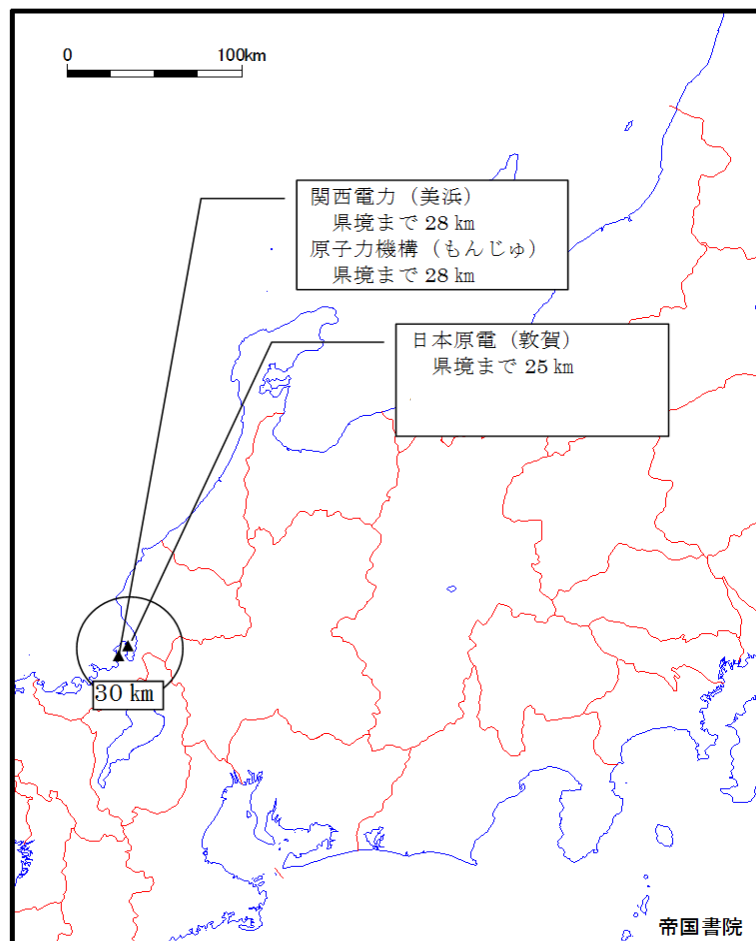 0 100km
関西電力（美浜）
県境まで 28 ㎞
原子力機構（もんじゅ）
県境まで 28 ㎞
日本原電（敦賀）
県境まで 25 ㎞
30 ㎞
帝国書院